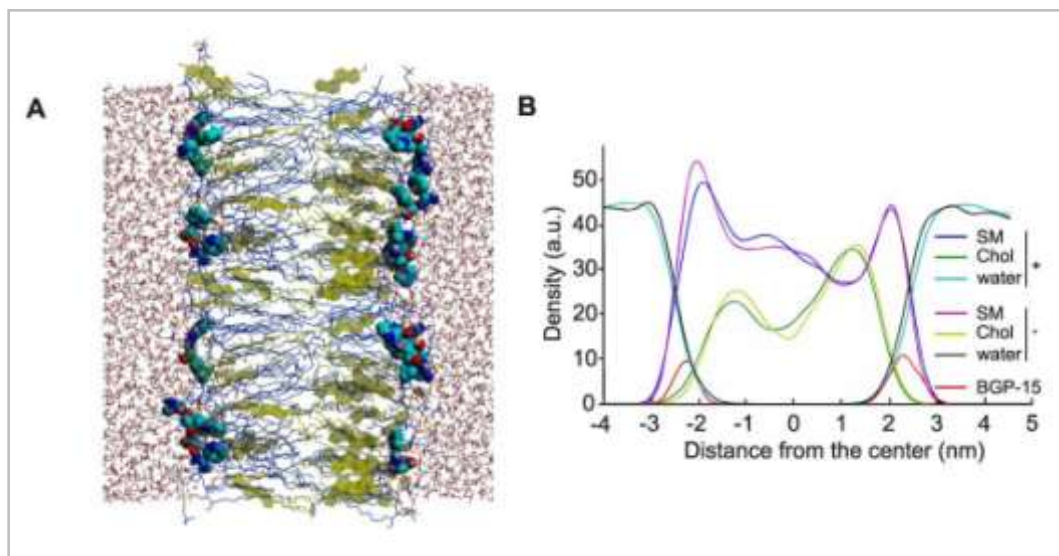 A
B
50
40
30
20
10
0
Density (a.u.)
SM
Chol
water
+
SM
Chol
water
-
BGP-15
-4 -3 -2 -1 0 1 2 3 4 5
Distance from the center (nm)